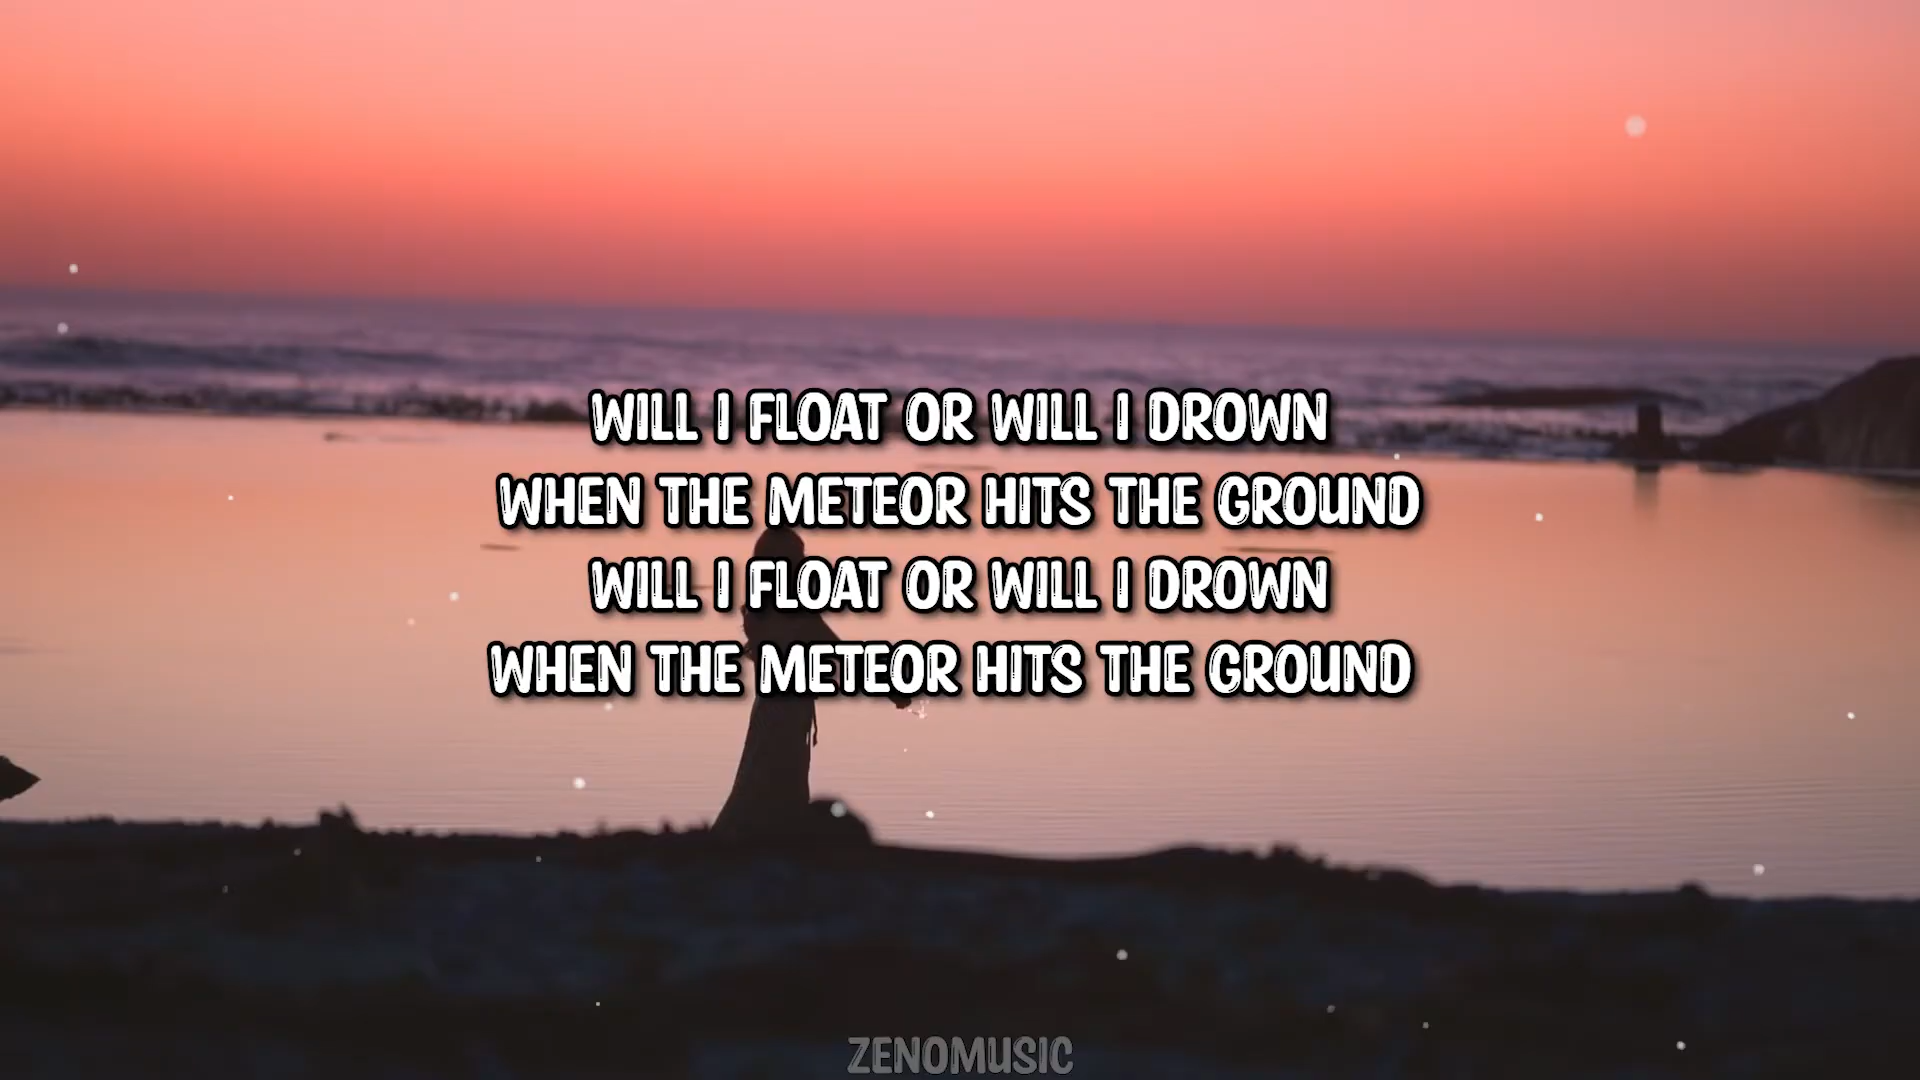 WILL I FLOAT OR WILL I DROWN
WHEN THE METEOR HITS THE GROUND
WILL I FLOAT OR WILL I DROWN
WHEN THE METEOR HITS THE GROUND
ZENOMUSIC